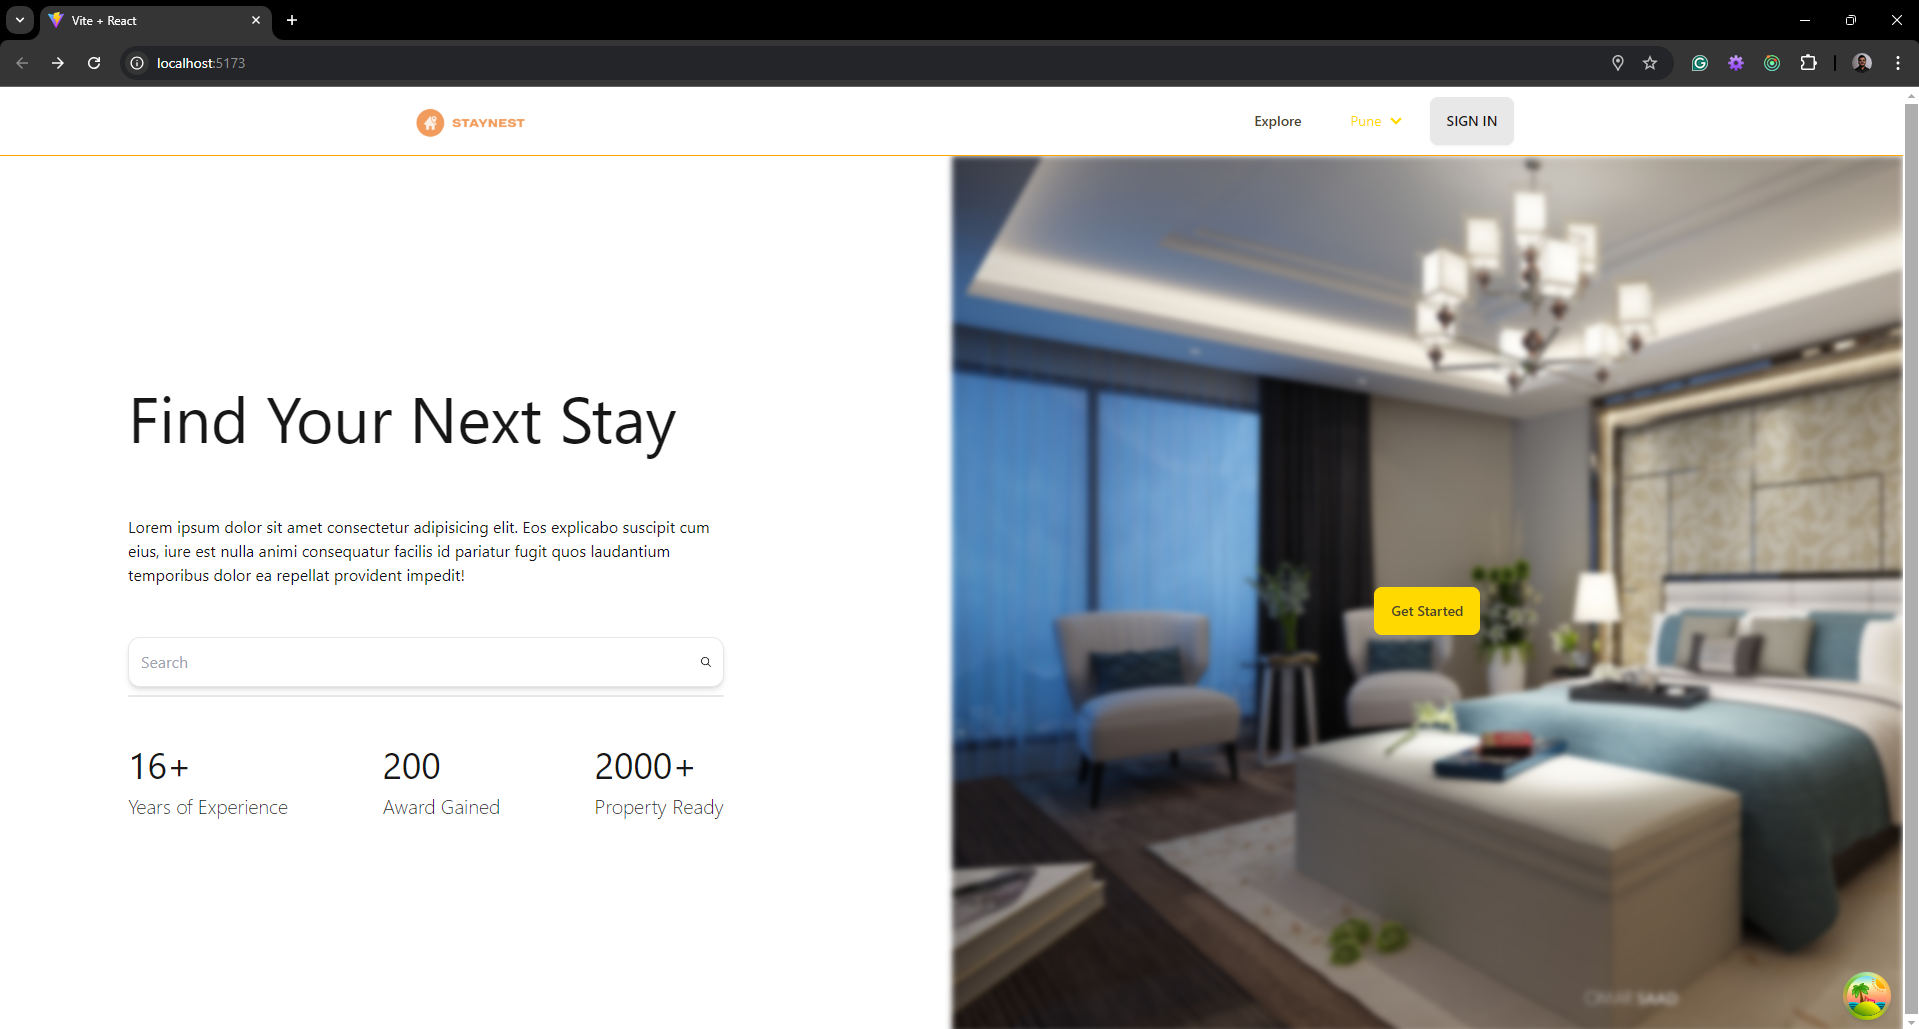 Vite + React
localhost:5173
STAYNEST
Explore
Pune
SIGN IN
Find Your Next Stay
Lorem ipsum dolor sit amet consectetur adipisicing elit. Eos explicabo suscipit cum
eius, iure est nulla animi consequatur facilis id pariatur fugit quos laudantium
temporibus dolor ea repellat provident impedit!
Search
16+
Years of Experience
200
Award Gained
2000+
Property Ready
Get Started
OMAR SAAD